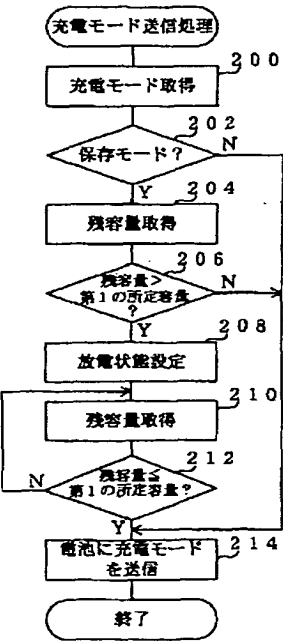 充電モード送信処理
200
充電モード取得
202
保存モード?
N
Y
204
残容量取得
206
残容量>
第1の所定容量
?
N
Y
208
放電状態設定
210
残容量取得
212
残容量≦
第1の所定容量?
N
Y
214
電池に充電モード
を送信
終了